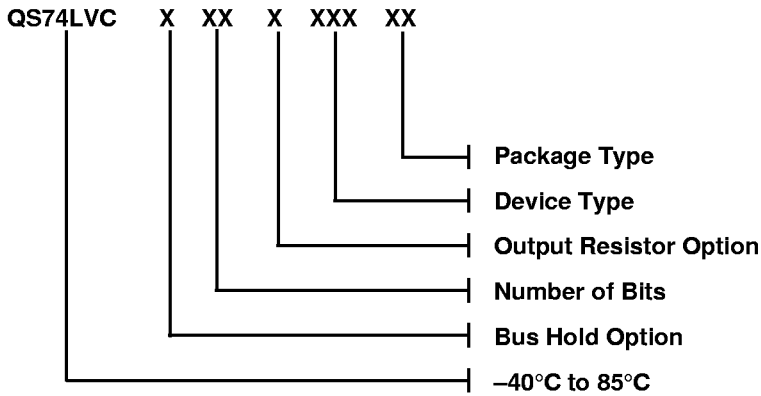 QS74LVC X XX X XXX XX
Package Type
Device Type
Output Resistor Option
Number of Bits
Bus Hold Option
–40°C to 85°C